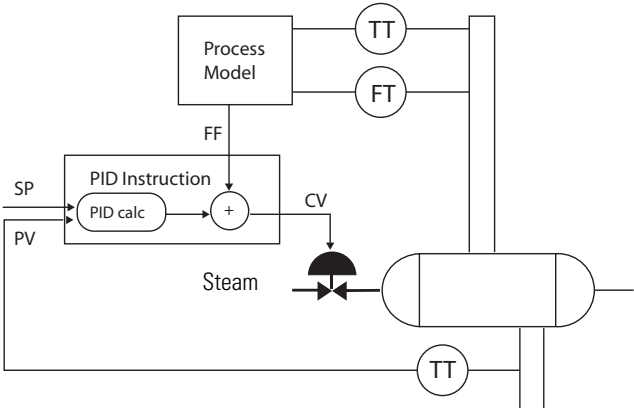 TT
Process
Model
FT
FF
PID Instruction
SP
PID calc
+
CV
PV
Steam
TT